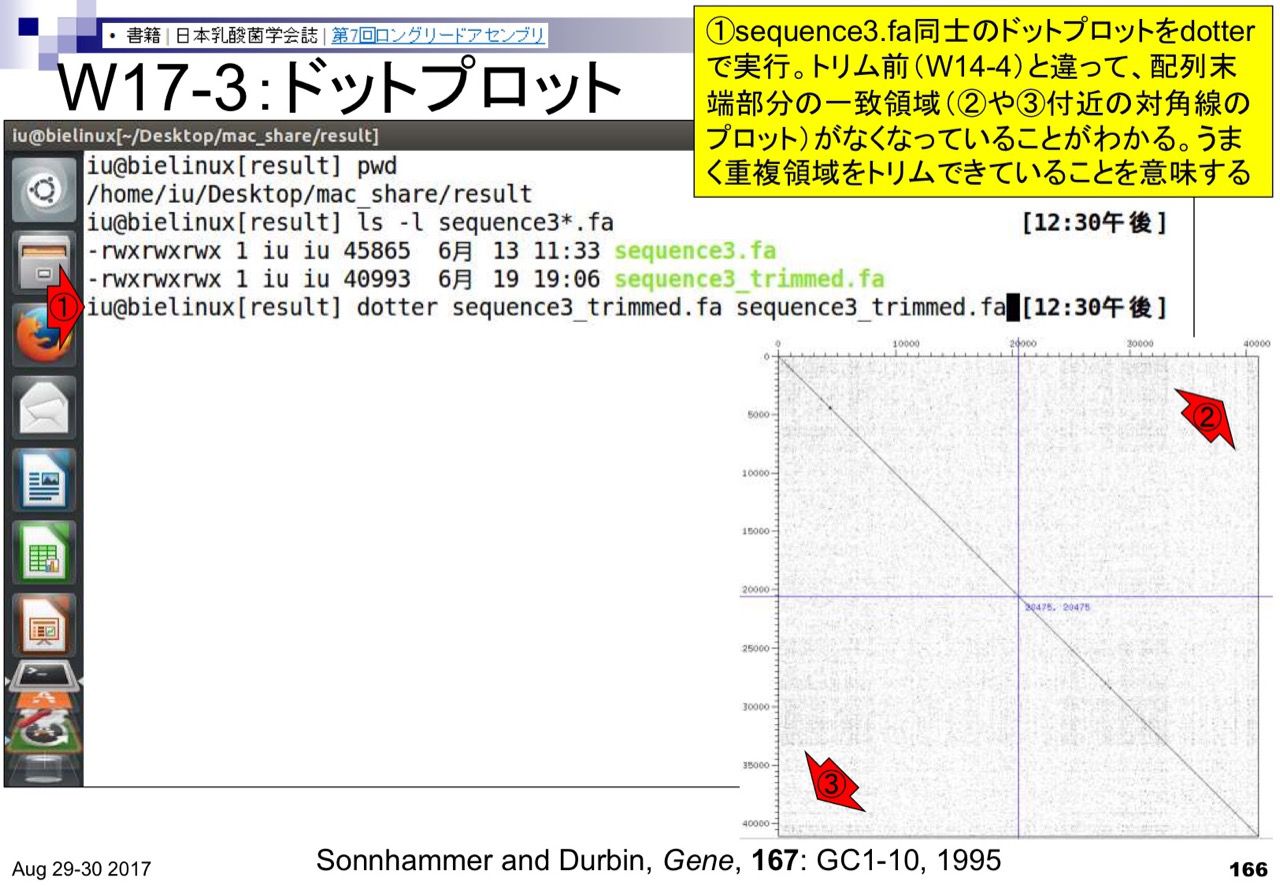 • 書籍 | 日本乳酸菌学会誌 | 第7回ロングリードアセンブリ
W17-3:ドットプロット
①sequence3.fa同士のドットプロットをdotter
で実行。トリム前(W14-4)と違って、配列末
端部分の一致領域(②や③付近の対角線の
プロット)がなくなっていることがわかる。うま
く重複領域をトリムできていることを意味する
iu@bielinux[~/Desktop/mac_share/result]
iu@bielinux[result] pwd
/home/iu/Desktop/mac_share/result
iu@bielinux[result] ls -l sequence3*.fa [12:30午後]
-rwxrwxrwx 1 iu iu 45865 6月 13 11:33 sequence3.fa
-rwxrwxrwx 1 iu iu 40993 6月 19 19:06 sequence3_trimmed.fa
①
iu@bielinux[result] dotter sequence3_trimmed.fa sequence3_trimmed.fa [12:30午後]
0 10000 20000 30000 40000
0
5000
②
10000
15000
20000
20475, 20475
25000
30000
35000
③
40000
Sonnhammer and Durbin, Gene, 167: GC1-10, 1995
Aug 29-30 2017
166